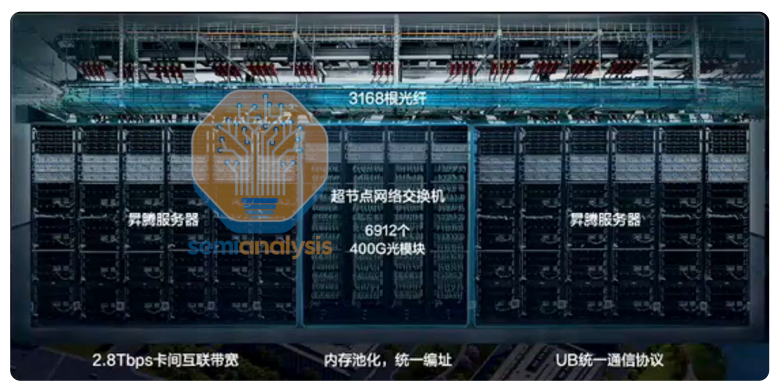 3168根光纤
昇腾服务器
超节点网络交换机
6912个
400G光模块
昇腾服务器
semianalysis
2.8Tbps卡间互联带宽
内存池化，统一编址
UB统一通信协议